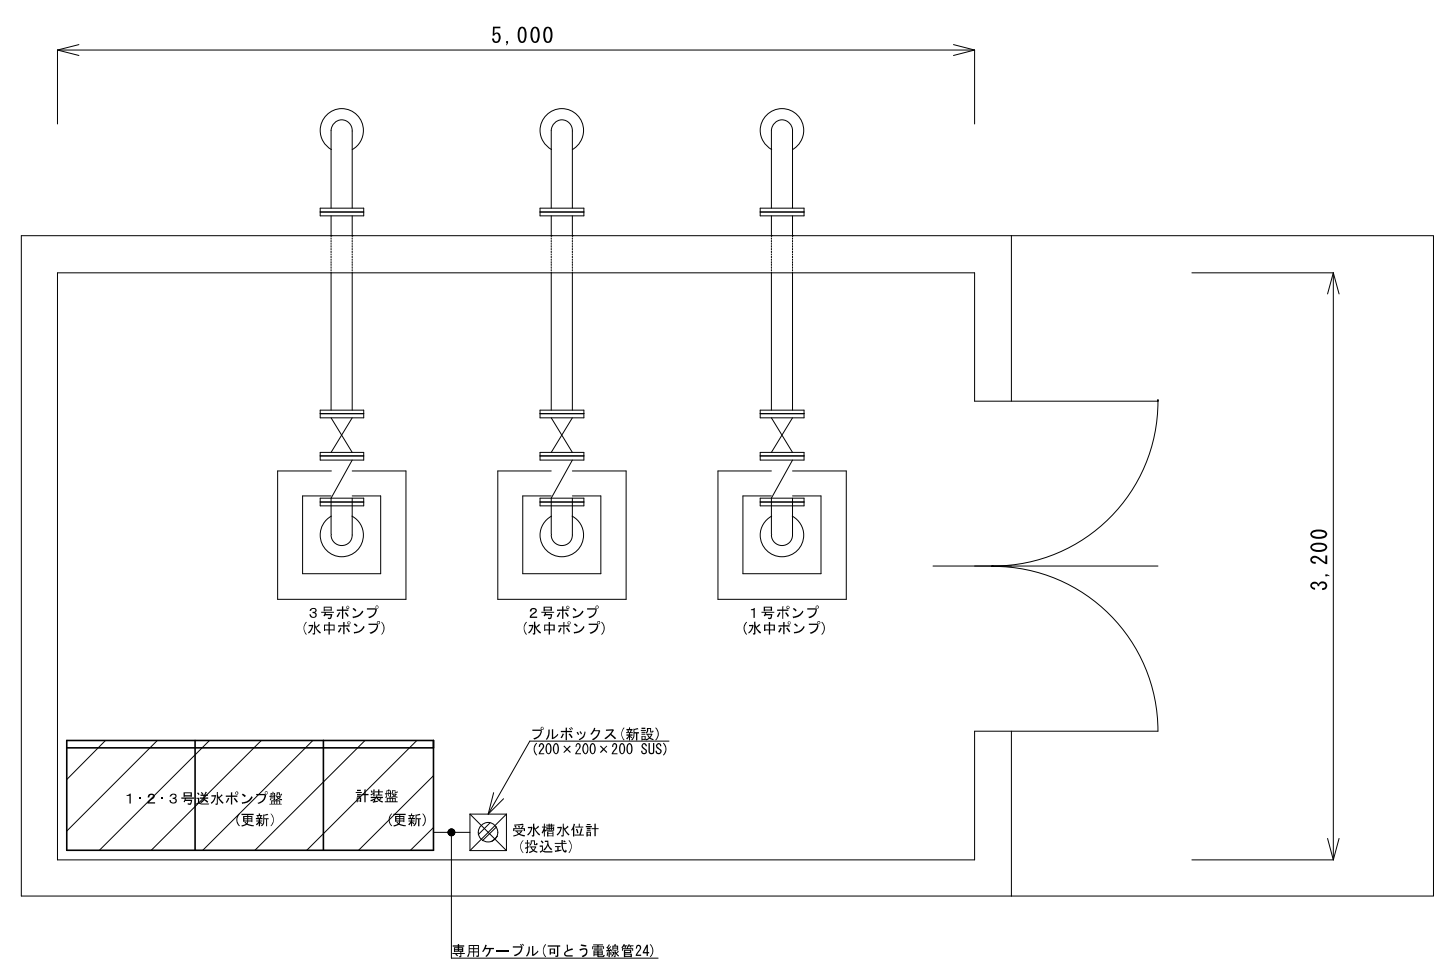 5,000
3号ポンプ
(水中ポンプ)
2号ポンプ
(水中ポンプ)
1号ポンプ
(水中ポンプ)
3,200
プルボックス(新設)
(200×200×200 SUS)
1・2・3号送水ポンプ盤
(更新)
計装盤
(更新)
受水槽水位計
(投込式)
専用ケーブル(可とう電線管24)